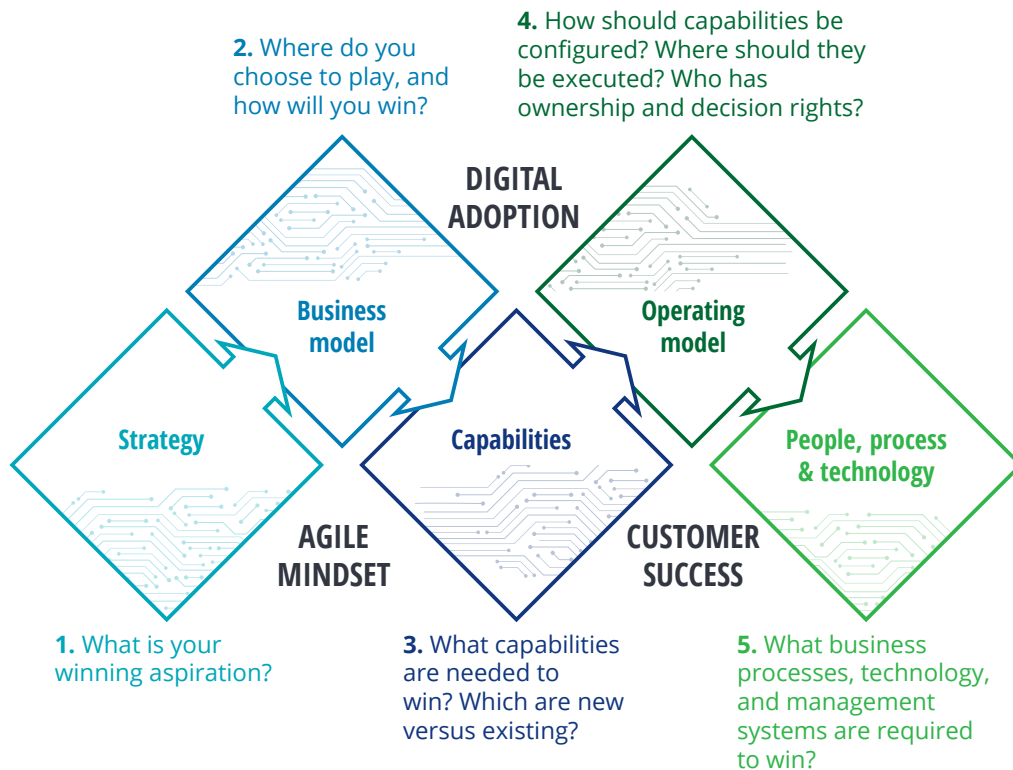 2. Where do you
choose to play, and
how will you win?
4. How should capabilities be
configured? Where should they
be executed? Who has
ownership and decision rights?
DIGITAL
ADOPTION
Business
model
Operating
model
Strategy
Capabilities
People, process
& technology
AGILE
MINDSET
CUSTOMER
SUCCESS
1. What is your
winning aspiration?
3. What capabilities
are needed to
win? Which are new
versus existing?
5. What business
processes, technology,
and management
systems are required
to win?